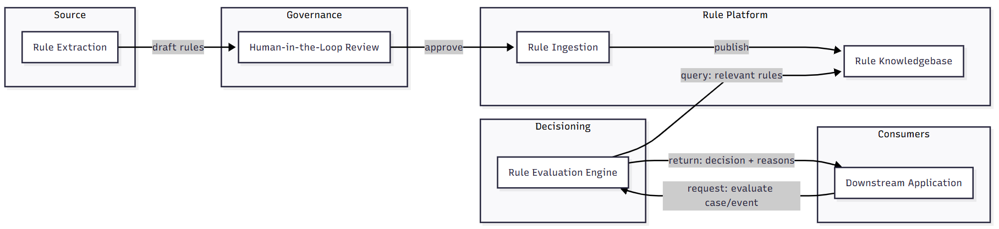 Source
Rule Extraction
draft rules
Governance
Human-in-the-Loop Review
approve
Rule Platform
Rule Ingestion
publish
Rule Knowledgebase
query: relevant rules
Decisioning
Rule Evaluation Engine
return: decision + reasons
request: evaluate
case/event
Consumers
Downstream Application